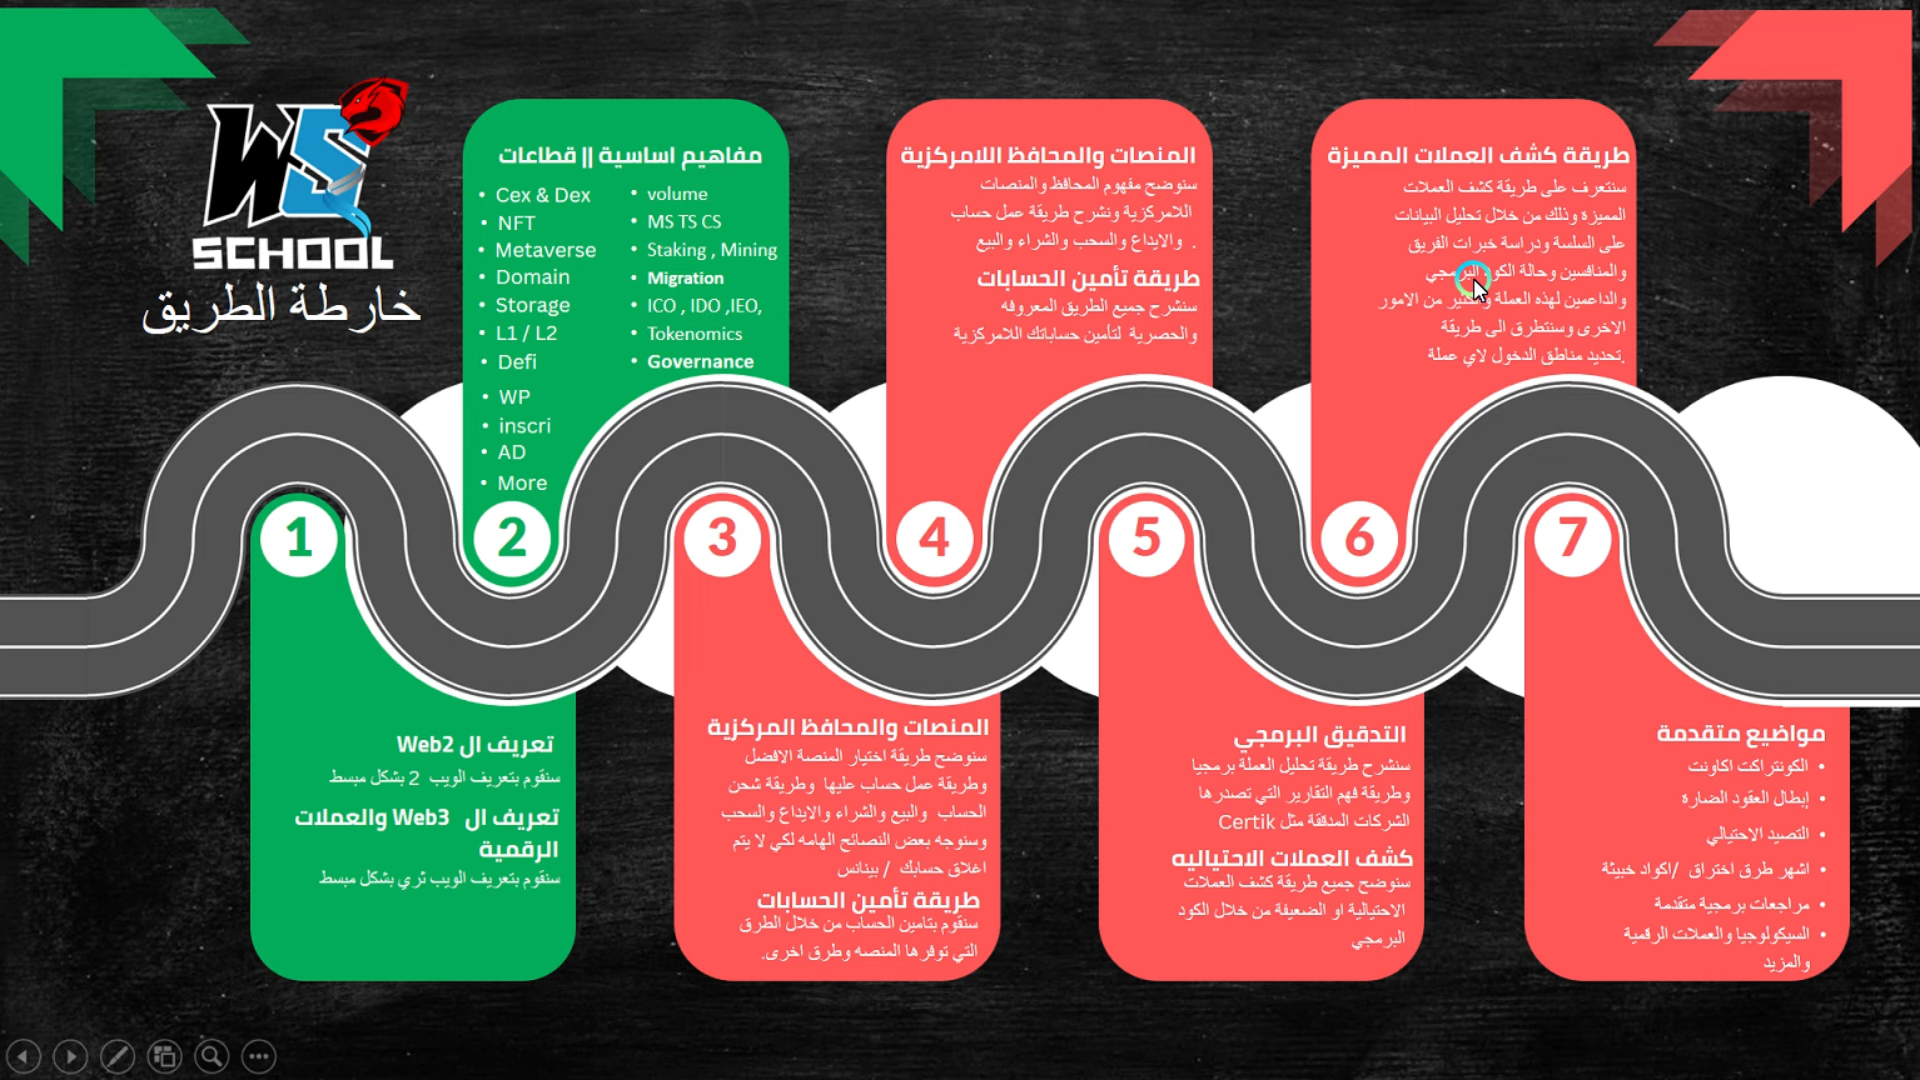 WS
SCHOOL
خارطة الطريق
1
تعريف ال Web2
سنقوم بتعريف الويب 2 بشكل مبسط
تعريف ال Web3 والعملات
الرقمية
سنقوم بتعريف الويب ثري بشكل مبسط
2
مفاهيم اساسية || قطاعات
• Cex & Dex
• NFT
• Metaverse
• Domain
• Storage
• L1 / L2
• Defi
• WP
• inscri
• AD
• More
• volume
• MS TS CS
• Staking , Mining
• Migration
• ICO , IDO ,IEO,
• Tokenomics
• Governance
3
المنصات والمحافظ المركزية
سنوضح طريقة اختيار المنصة الافضل
وطريقة عمل حساب عليها وطريقة شحن
الحساب والبيع والشراء والايداع والسحب
وسنوجه بعض النصائح الهامه لكي لا يتم
اغلاق حسابك / بينانس
طريقة تأمين الحسابات
سنقوم بتامين الحساب من خلال الطرق
التي توفرها المنصه وطرق اخرى.
4
المنصات والمحافظ اللامركزية
سنوضح مفهوم المحافظ والمنصات
اللامركزية ونشرح طريقة عمل حساب
. والايداع والسحب والشراء والبيع
طريقة تأمين الحسابات
سنشرح جميع الطريق المعروفه
والحصرية لتأمين حساباتك اللامركزية
5
التدقيق البرمجي
سنشرح طريقة تحليل العملة برمجيا
وطريقة فهم التقارير التي تصدرها
الشركات المدققة مثل Certik
كشف العملات الاحتياليه
سنوضح جميع طريقة كشف العملات
الاحتيالية او الضعيفة من خلال الكود
البرمجي
6
طريقة كشف العملات المميزة
سنتعرف على طريقة كشف العملات
المميزة وذلك من خلال تحليل البيانات
على السلسة ودراسة خبرات الفريق
والمنافسين وحالة الكود البرمجي
والداعمين لهذه العملة والكثير من الامور
الاخرى وسنتطرق الى طريقة
.تحديد مناطق الدخول لاي عملة
7
مواضيع متقدمة
• الكونتراكت اكاونت
• إبطال العقود الضارة
• التصيد الاحتيالي
• اشهر طرق اختراق /اكواد خبيثة
• مراجعات برمجية متقدمة
• السيكولوجيا والعملات الرقمية
والمزيد